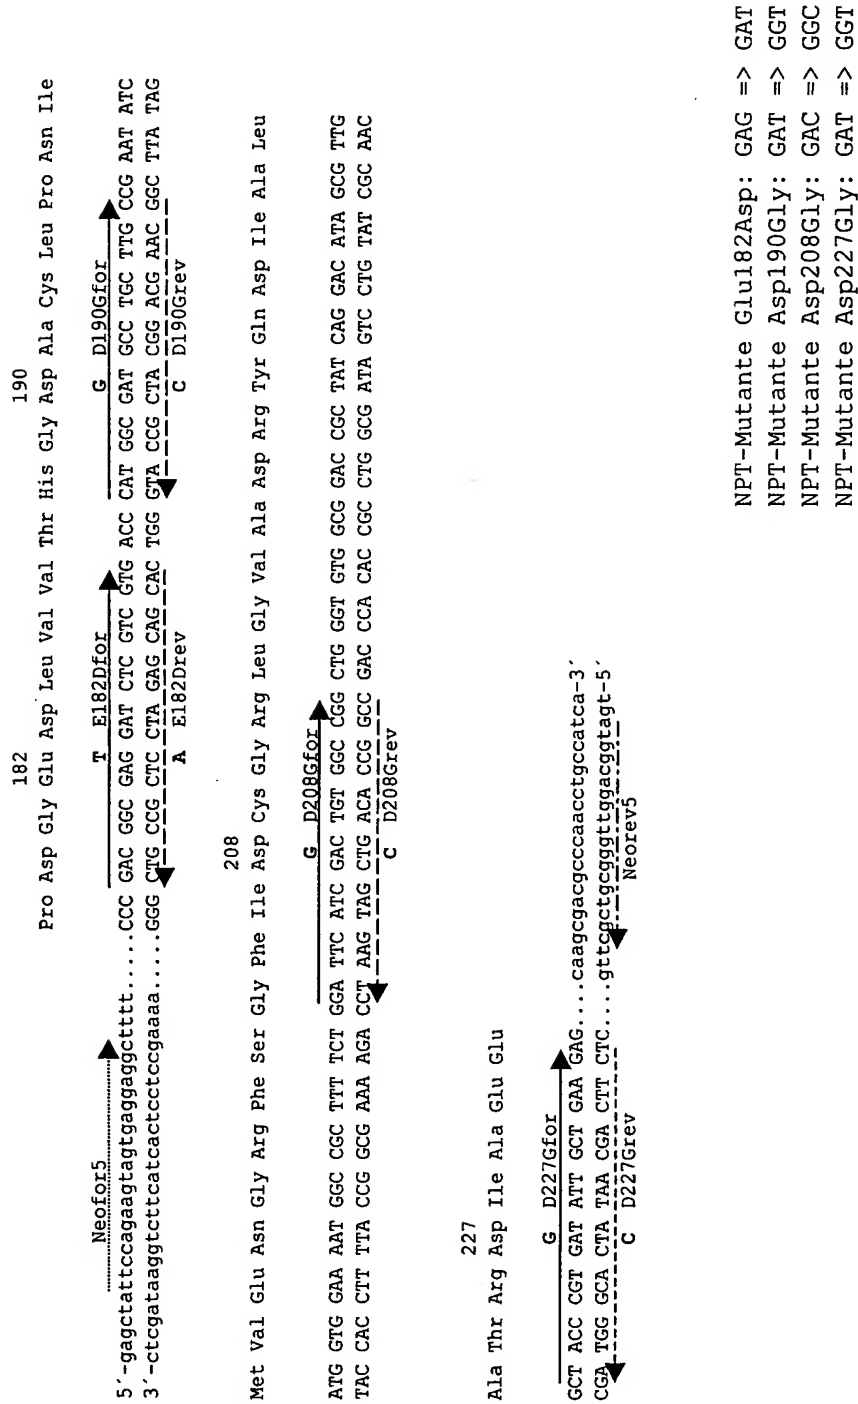 182 190
Pro Asp Gly Glu Asp Leu Val Val Thr His Gly Asp Ala Cys Leu Pro Asn Ile
Neofor5 T E182Dfor G D190Gfor
5´-gagctattccagaagtagtgaggaggctttt.....CCC GAC GGC GAG GAT CTC GTC GTG ACC CAT GGC GAT GCC TGC TTG CCG AAT ATC
3´-ctcgataaggtcttcatcactcctccgaaaa.....GGG CTG CCG CTC CTA GAG CAG CAC TGG GTA CCG CTA CGG ACG AAC GGC TTA TAG
A E182Drev C D190Grev
208
Met Val Glu Asn Gly Arg Phe Ser Gly Phe Ile Asp Cys Gly Arg Leu Gly Val Ala Asp Arg Tyr Gln Asp Ile Ala Leu
G D208Gfor
ATG GTG GAA AAT GGC CGC TTT TCT GGA TTC ATC GAC TGT GGC CGG CTG GGT GTG GCG GAC CGC TAT CAG GAC ATA GCG TTG
TAC CAC CTT TTA CCG GCG AAA AGA CCT AAG TAG CTG ACA CCG GCC GAC CCA CAC CGC CTG GCG ATA GTC CTG TAT CGC AAC
C D208Grev
227
Ala Thr Arg Asp Ile Ala Glu Glu
G D227Gfor
GCT ACC CGT GAT ATT GCT GAA GAG....caagcgacgcccaacctgccatca-3´
CGA TGG GCA CTA TAA CGA CTT CTC....gttcgctgcgggttggacggtagt-5´
C D227Grev Neorev5
NPT-Mutante Glu182Asp: GAG => GAT
NPT-Mutante Asp190Gly: GAT => GGT
NPT-Mutante Asp208Gly: GAC => GGC
NPT-Mutante Asp227Gly: GAT => GGT